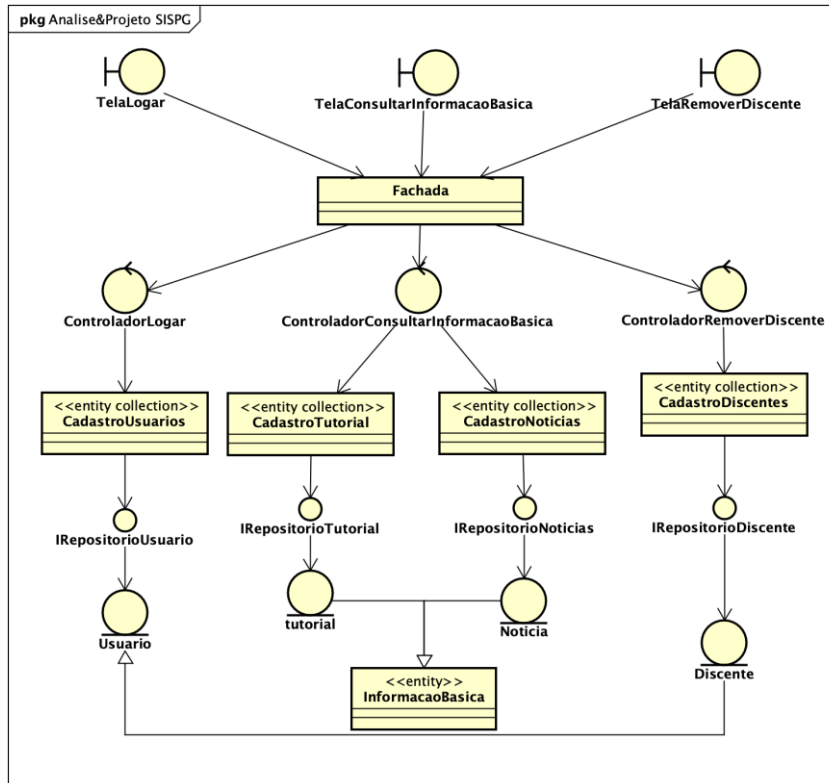 pkg Analise&Projeto SISPG
TelaLogar
TelaConsultarInformacaoBasica
TelaRemoverDiscente
Fachada
ControladorLogar
ControladorConsultarInformacaoBasica
ControladorRemoverDiscente
<<entity collection>>
CadastroUsuarios
<<entity collection>>
CadastroTutorial
<<entity collection>>
CadastroNoticias
<<entity collection>>
CadastroDiscentes
IRepositorioUsuario
IRepositorioTutorial
IRepositorioNoticias
IRepositorioDiscente
Usuario
tutorial
Noticia
Discente
<<entity>>
InformacaoBasica